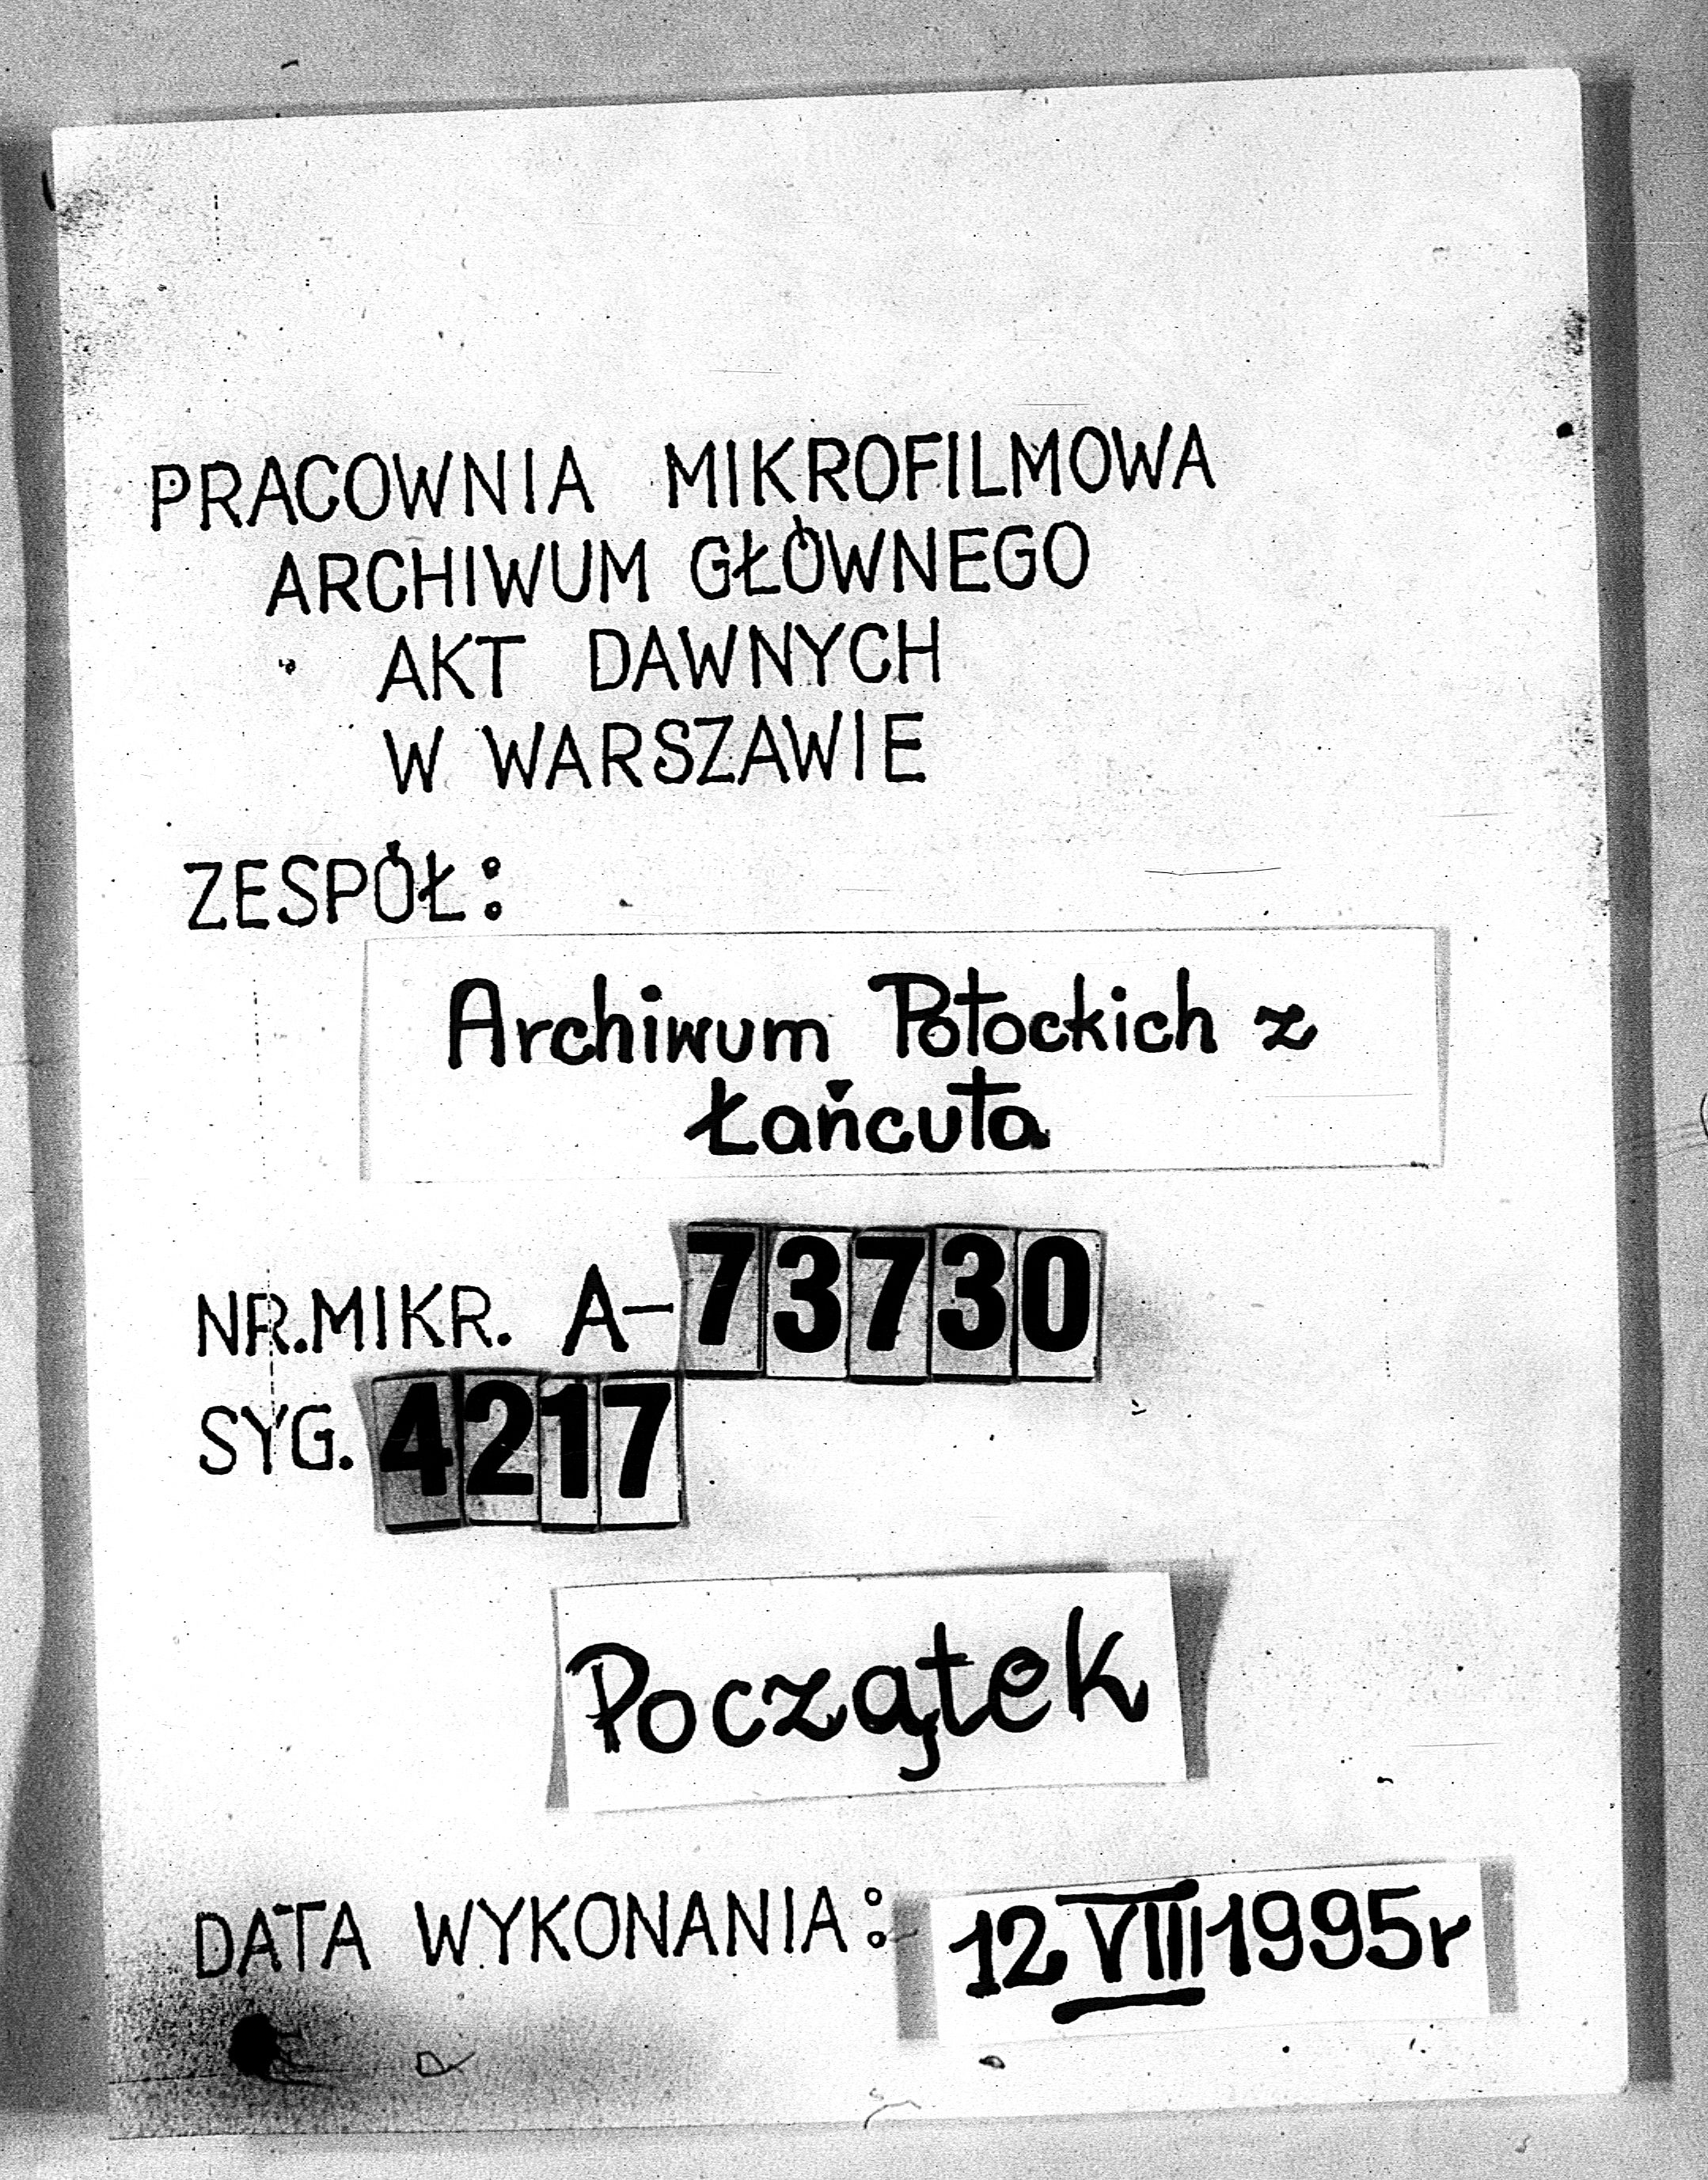 PRACOWNIA MIKROFILMOWA
ARCHIWUM GŁÓWNEGO
AKT DAWNYCH
W WARSZAWIE
ZESPÓŁ:
Archiwum Potockich z
Łańcuta
NR.MIKR. A-73730
SYG. 4217
Początek
DATA WYKONANIA: 12 VIII 1995r